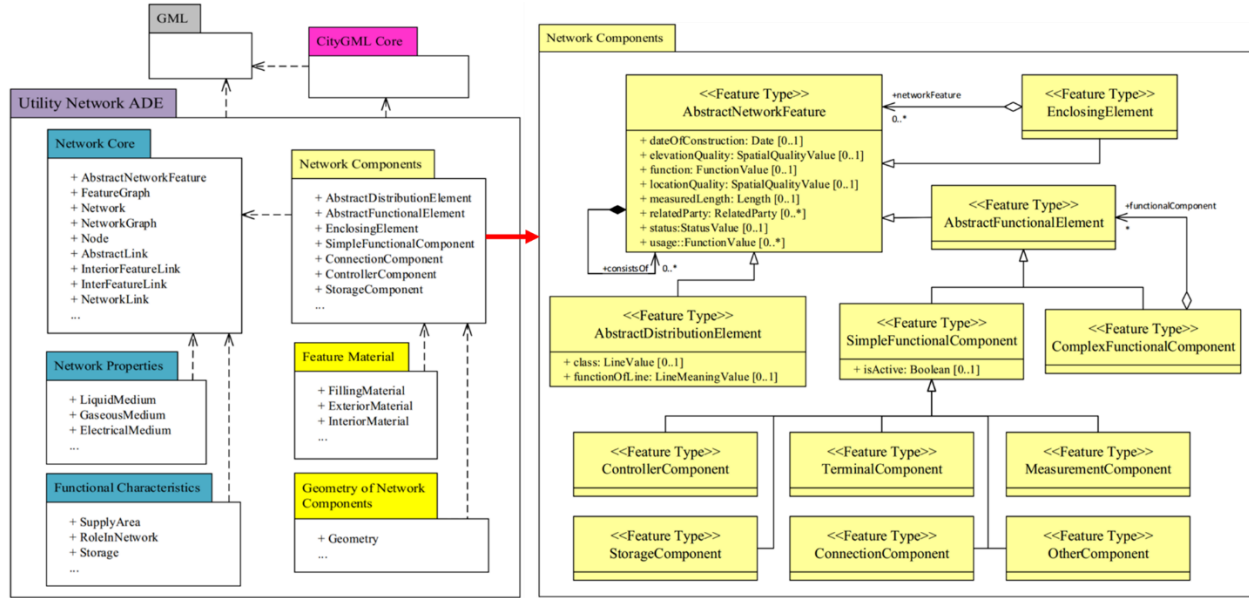 GML
CityGML Core
Utility Network ADE
Network Core
+ AbstractNetworkFeature
+ FeatureGraph
+ Network
+ NetworkGraph
+ Node
+ AbstractLink
+ InteriorFeatureLink
+ InterFeatureLink
+ NetworkLink
...
Network Components
+ AbstractDistributionElement
+ AbstractFunctionalElement
+ EnclosingElement
+ SimpleFunctionalComponent
+ ConnectionComponent
+ ControllerComponent
+ StorageComponent
...
Network Properties
+ LiquidMedium
+ GaseousMedium
+ ElectricalMedium
...
Feature Material
+ FillingMaterial
+ ExteriorMaterial
+ InteriorMaterial
...
Functional Characteristics
+ SupplyArea
+ RoleInNetwork
+ Storage
...
Geometry of Network
Components
+ Geometry
...
Network Components
<<Feature Type>>
AbstractNetworkFeature
+ dateOfConstruction: Date [0..1]
+ elevationQuality: SpatialQualityValue [0..1]
+ function: FunctionValue [0..1]
+ locationQuality: SpatialQualityValue [0..1]
+ measuredLength: Length [0..1]
+ relatedParty: RelatedParty [0..*]
+ status:StatusValue [0..1]
+ usage::FunctionValue [0..*]
+networkFeature
0..*
<<Feature Type>>
EnclosingElement
<<Feature Type>>
AbstractFunctionalElement
+functionalComponent
*
+consistsOf
0..*
<<Feature Type>>
AbstractDistributionElement
+ class: LineValue [0..1]
+ functionOfLine: LineMeaningValue [0..1]
<<Feature Type>>
SimpleFunctionalComponent
+ isActive: Boolean [0..1]
<<Feature Type>>
ComplexFunctionalComponent
<<Feature Type>>
ControllerComponent
<<Feature Type>>
TerminalComponent
<<Feature Type>>
MeasurementComponent
<<Feature Type>>
StorageComponent
<<Feature Type>>
ConnectionComponent
<<Feature Type>>
OtherComponent